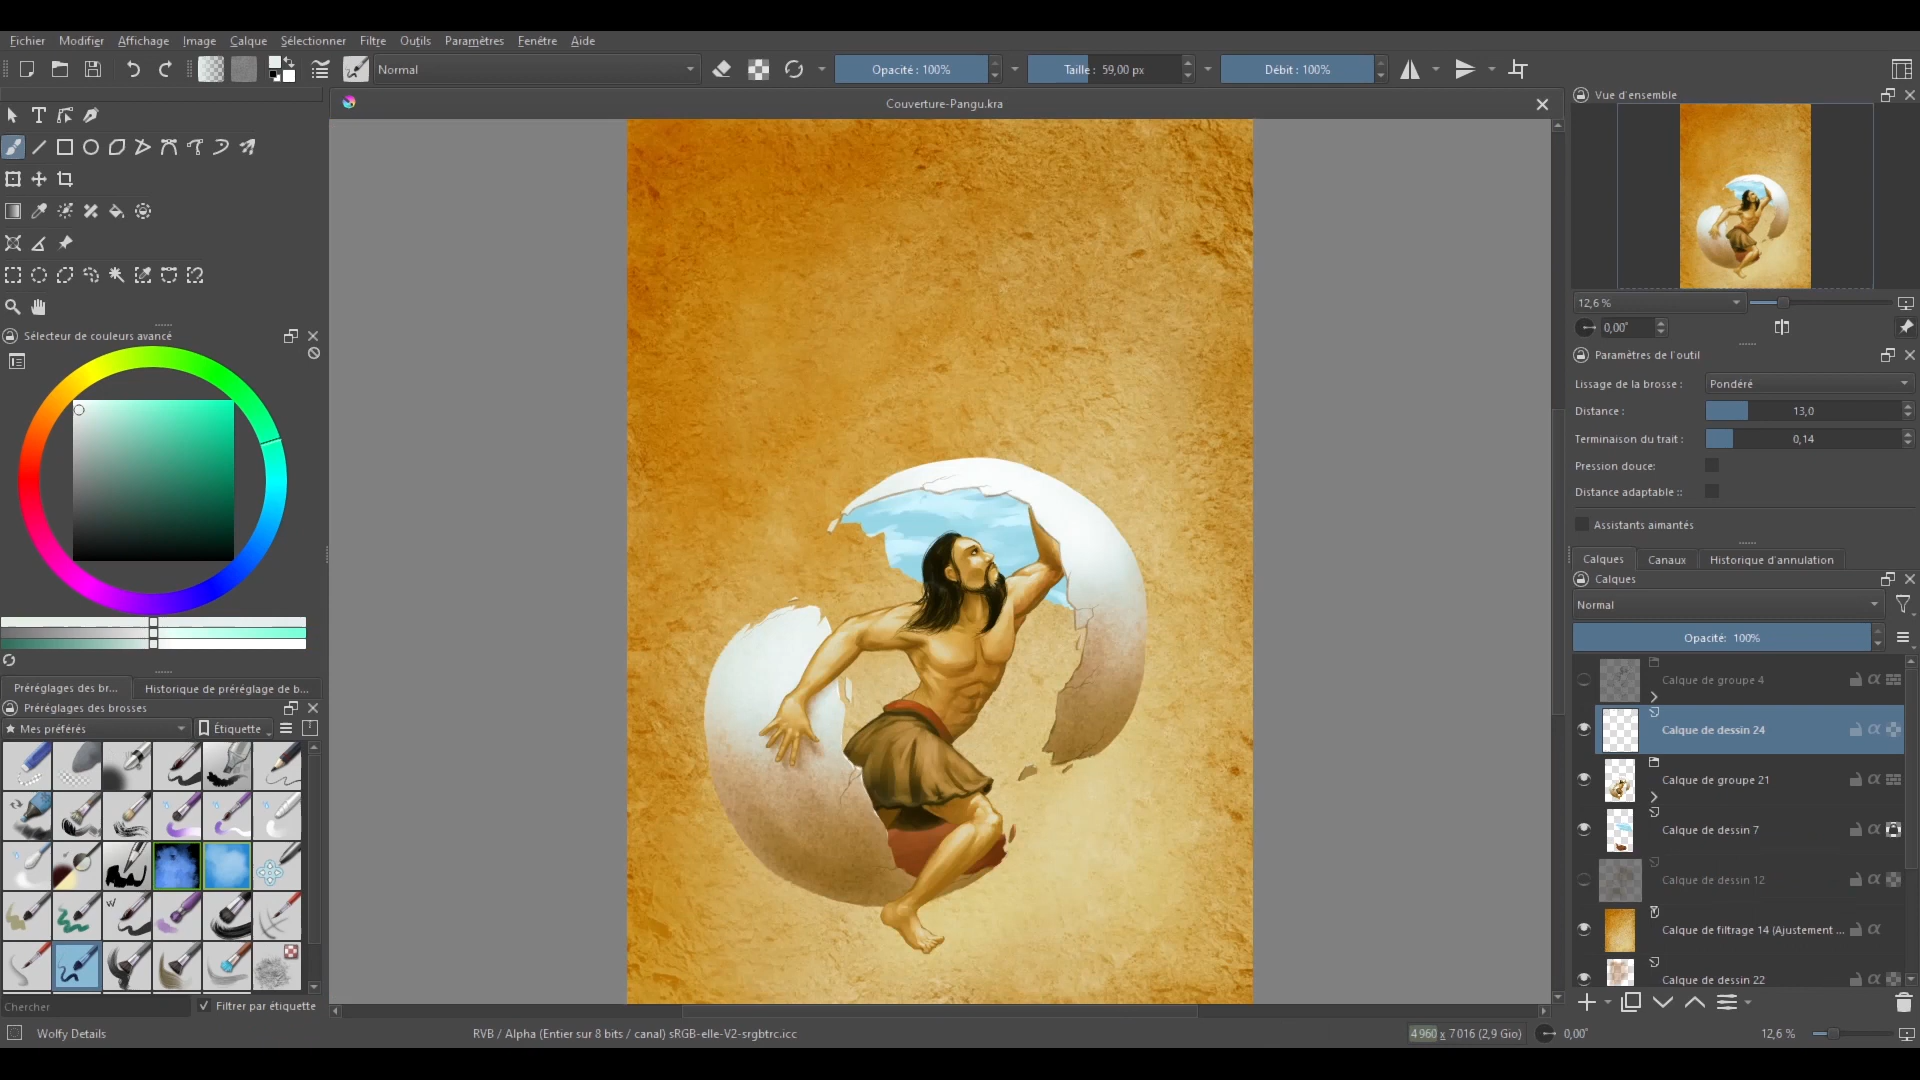 Fichier Modifier Affichage Image Calque Sélectionner Filtre Outils Paramètres Fenêtre Aide
Normal Opacité : 100% Taille : 59,00 px Débit : 100%
Couverture-Pangu.kra
Vue d'ensemble
12,6 %
0,00°
Paramètres de l'outil
Lissage de la brosse : Pondéré
Distance : 13,0
Terminaison du trait : 0,14
Pression douce:
Distance adaptable ::
Assistants aimantés
Calques Canaux Historique d'annulation
Calques
Normal
Opacité: 100%
Calque de groupe 4
Calque de dessin 24
Calque de groupe 21
Calque de dessin 7
Calque de dessin 12
Calque de filtrage 14 (Ajustement ...
Calque de dessin 22
Sélecteur de couleurs avancé
Préréglages des br... Historique de préréglage de b...
Préréglages des brosses
Mes préférés Étiquette
W
Chercher Filtrer par étiquette
Wolfy Details RVB / Alpha (Entier sur 8 bits / canal) sRGB-elle-V2-srgbtrc.icc 4 960 x 7 016 (2,9 Gio) 0,00° 12,6 %